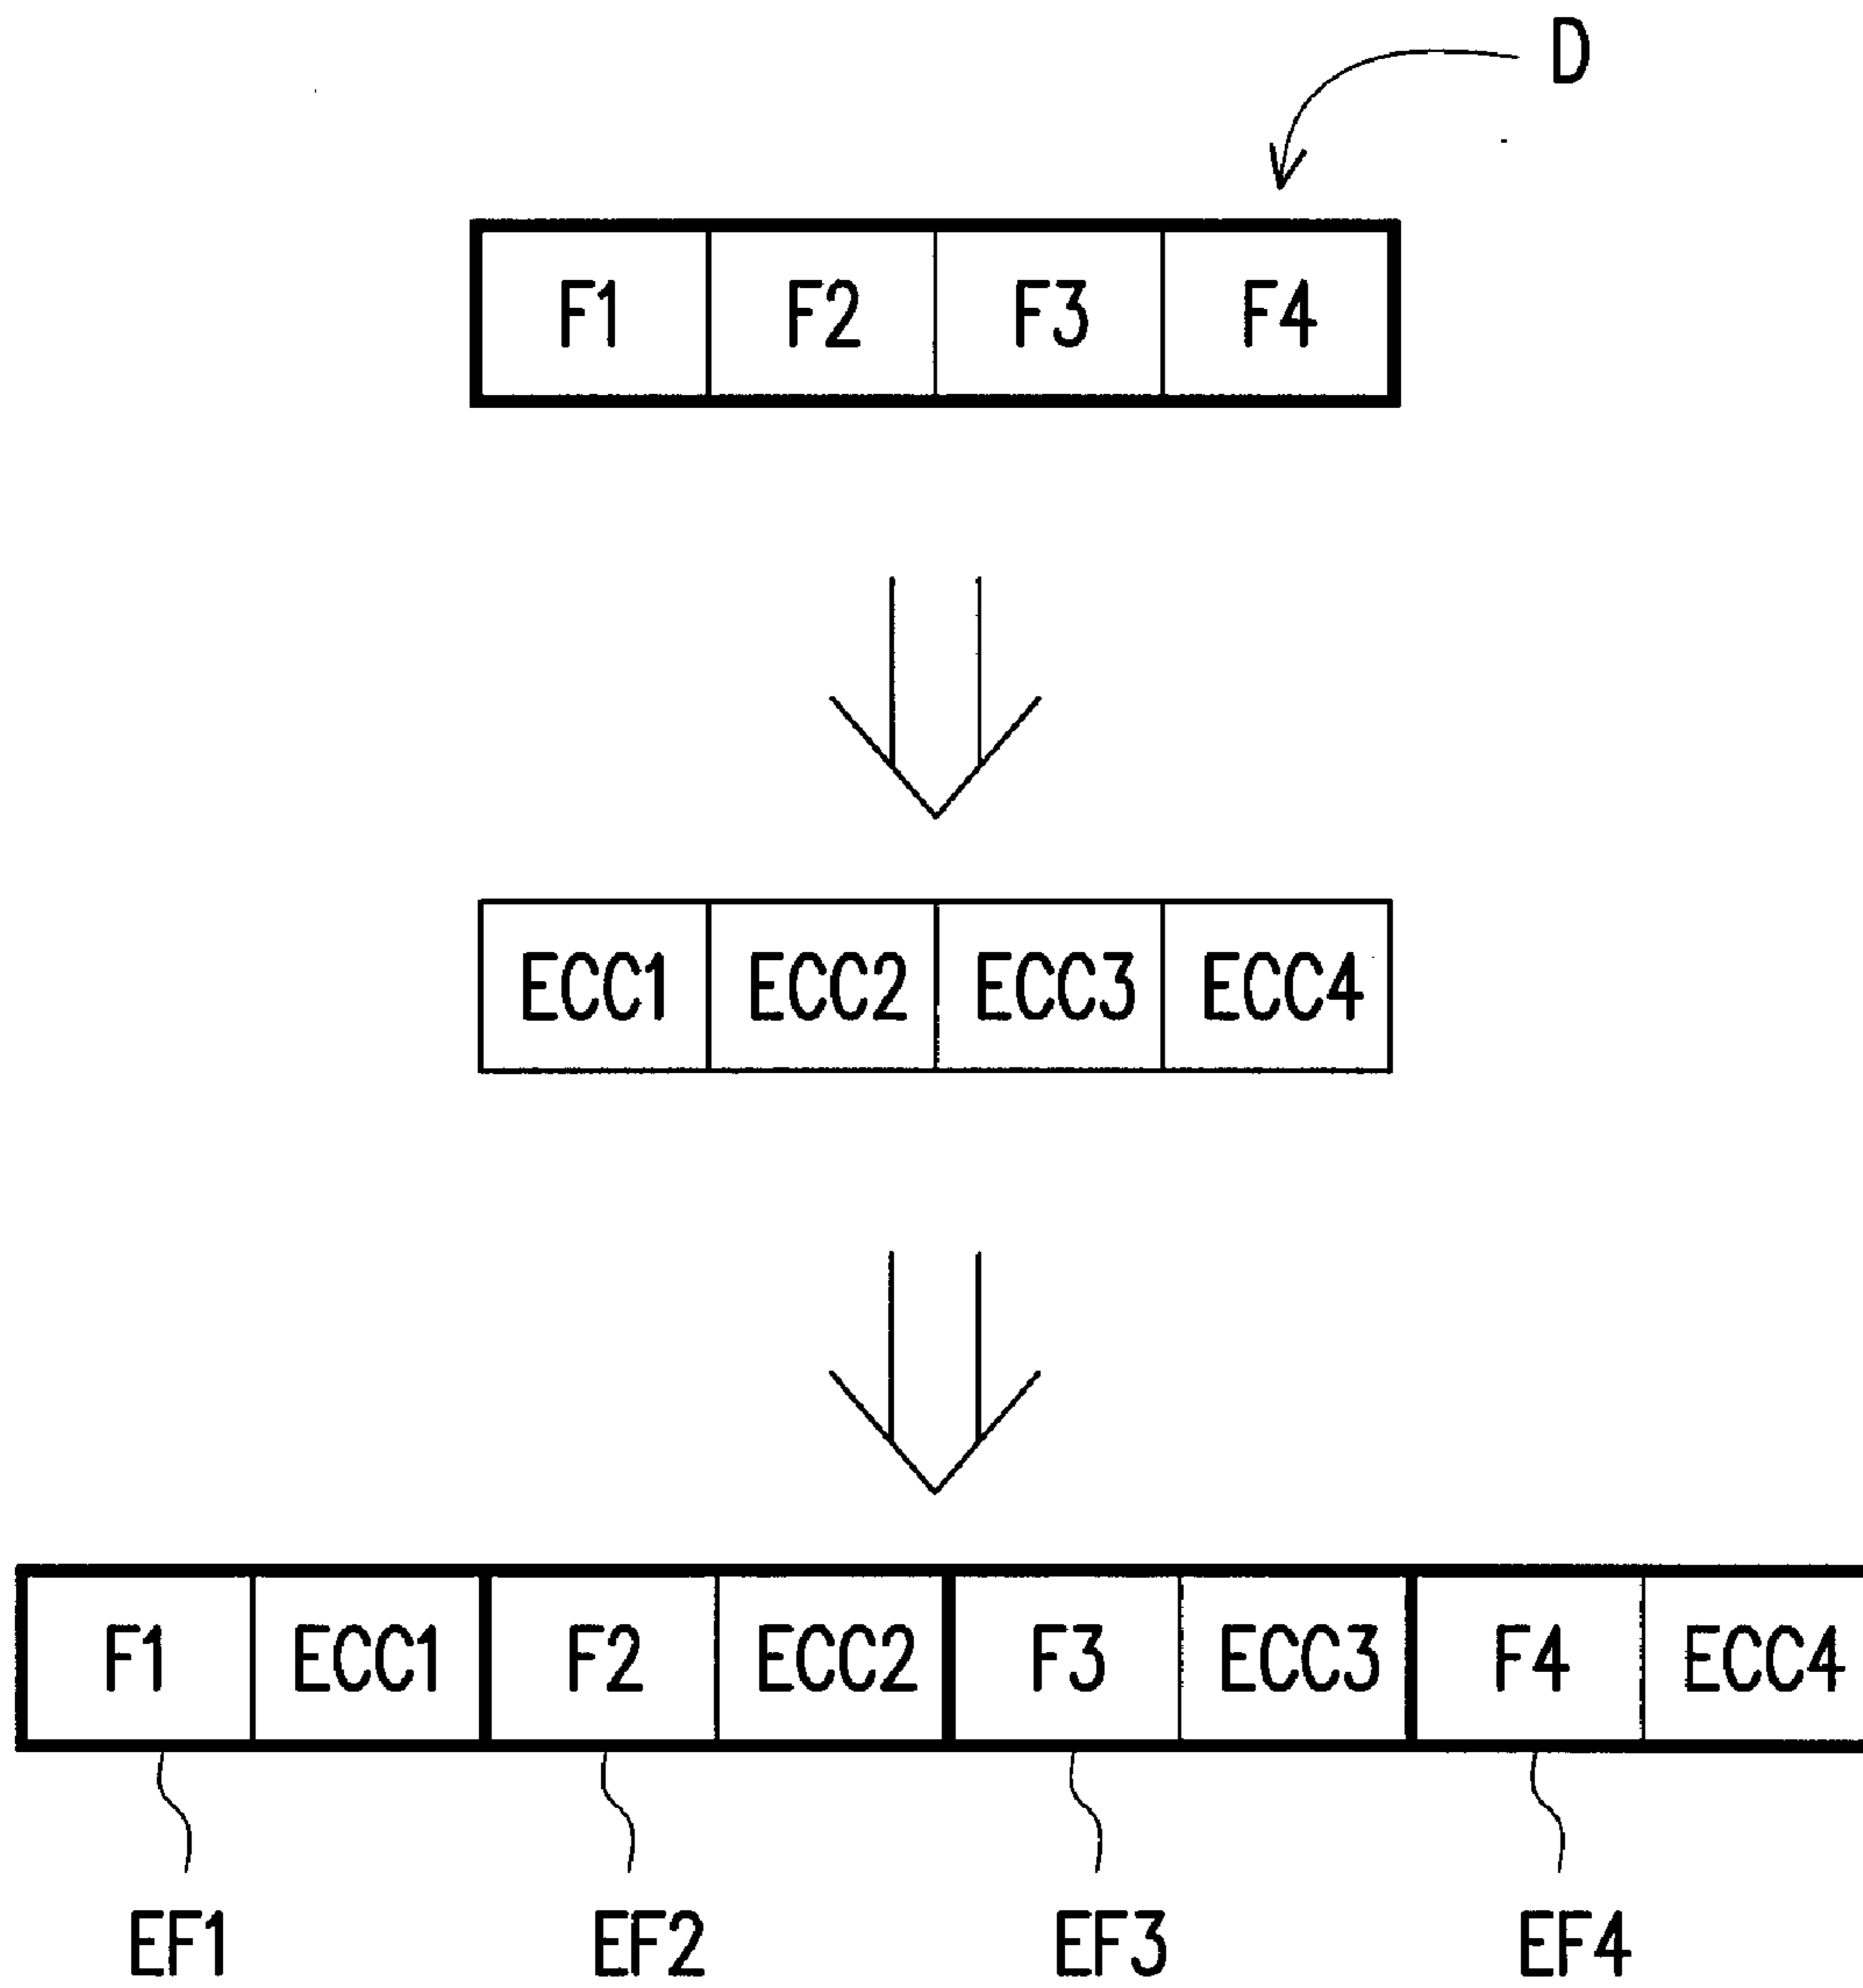 D
F1 F2 F3 F4
ECC1 ECC2 ECC3 ECC4
F1 ECC1 F2 ECC2 F3 ECC3 F4 ECC4
EF1 EF2 EF3 EF4